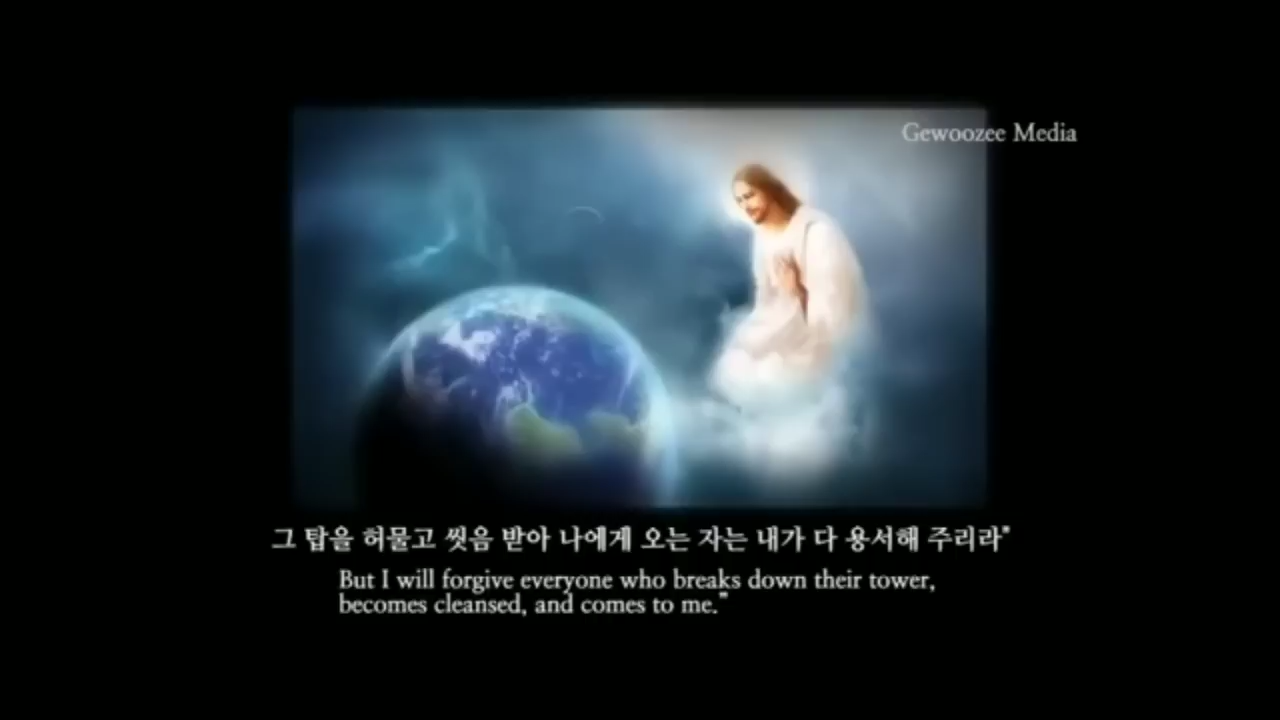 Gewoozee Media
그 탑을 허물고 씻음 받아 나에게 오는 자는 내가 다 용서해 주리라"
But I will forgive everyone who breaks down their tower,
becomes cleansed, and comes to me."